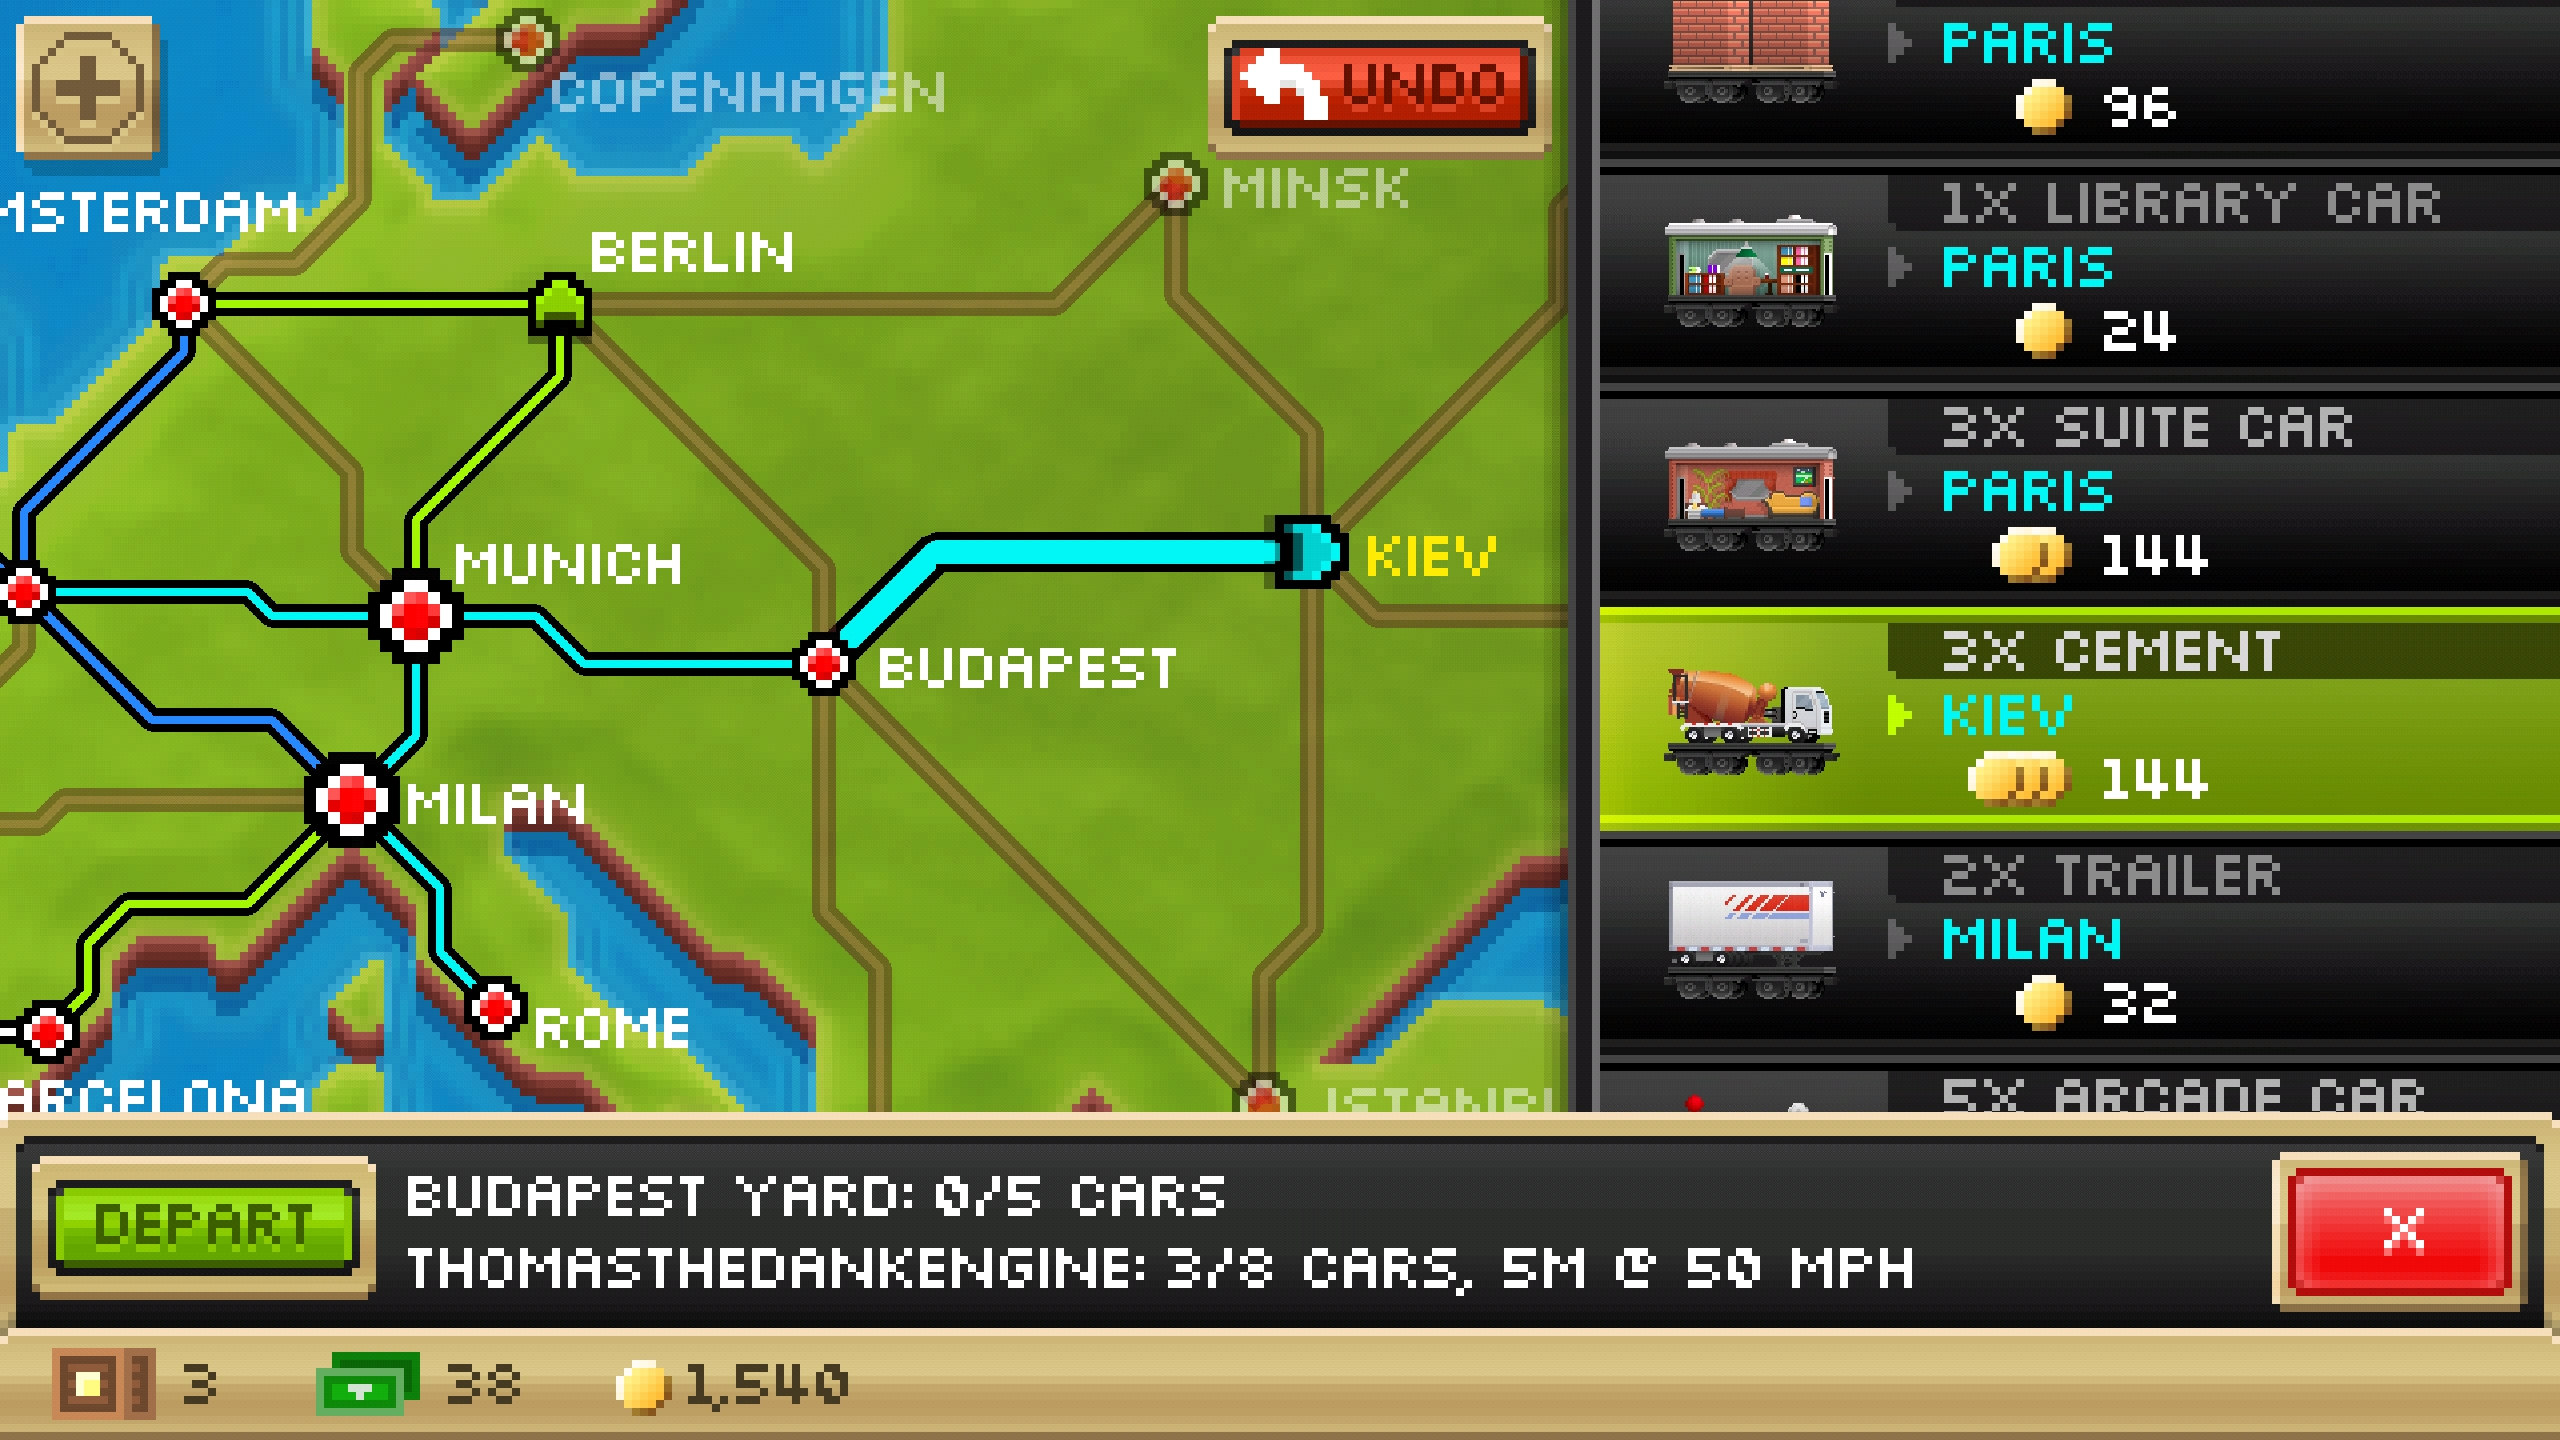 COPENHAGEN
UNDO
MINSK
MSTERDAM
BERLIN
MUNICH
KIEV
BUDAPEST
MILAN
ROME
ARCELONA
ISTANB
PARIS
96
1X LIBRARY CAR
PARIS
24
3X SUITE CAR
PARIS
144
3X CEMENT
KIEV
144
2X TRAILER
MILAN
32
5X ARCADE CAR
DEPART
BUDAPEST YARD: 0/5 CARS
THOMASTHEDANKENGINE: 3/8 CARS, 5M @ 50 MPH
X
3
38
1,540